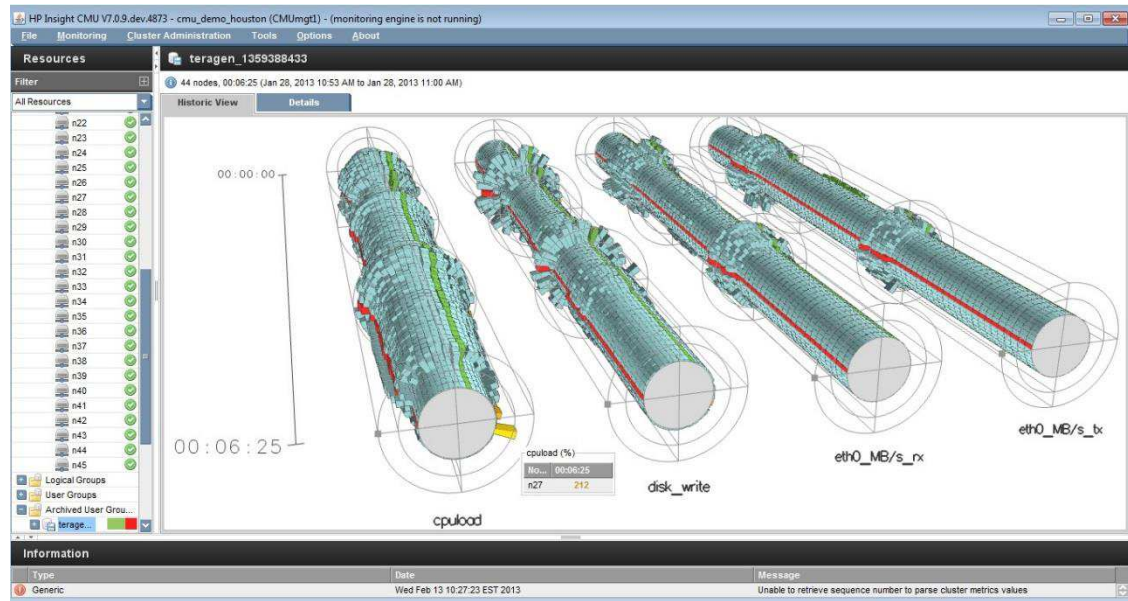 HP Insight CMU V7.0.9.dev.4873 - cmu_demo_houston (CMUmgt1) - (monitoring engine is not running)
File Monitoring Cluster Administration Tools Options About
Resources
teragen_1359388433
Filter
44 nodes, 00:06:25 (Jan 28, 2013 10:53 AM to Jan 28, 2013 11:00 AM)
All Resources
Historic View Details
n22
n23
n24
n25
n26
n27
n28
n29
n30
n31
n32
n33
n34
n35
n36
n37
n38
n39
n40
n41
n42
n43
n44
n45
Logical Groups
User Groups
Archived User Grou...
terage...
00:00:00
00:06:25
cpuload (%)
No... 00:06:25
n27 212
cpuload
disk_write
eth0_MB/s_rx
eth0_MB/s_tx
Information
Type Date Message
Generic Wed Feb 13 10:27:23 EST 2013 Unable to retrieve sequence number to parse cluster metrics values